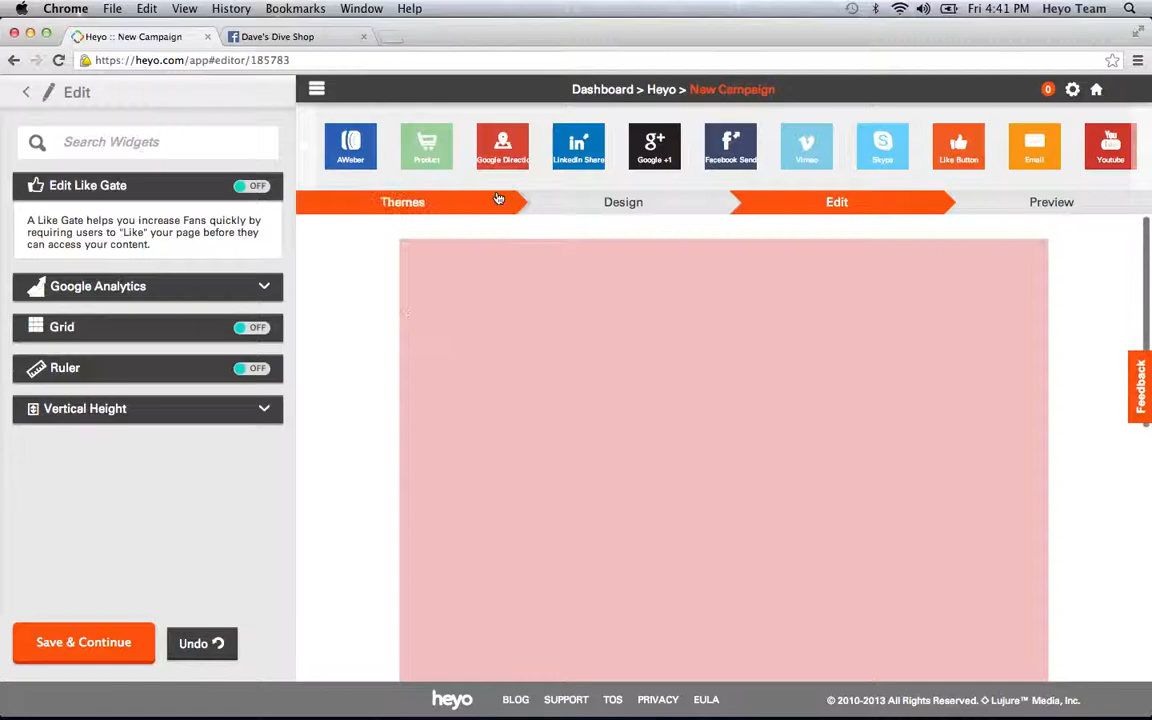 Chrome File Edit View History Bookmarks Window Help Fri 4:41 PM Heyo Team
Heyo :: New Campaign × Dave's Dive Shop ×
https://heyo.com/app#editor/185783
Edit
Dashboard > Heyo > New Campaign 0
Search Widgets
AWeber Product Google Directio LinkedIn Share Google +1 Facebook Send Vimeo Skype Like Button Email Youtube
Themes Design Edit Preview
Edit Like Gate OFF
A Like Gate helps you increase Fans quickly by
requiring users to "Like" your page before they
can access your content.
Google Analytics
Grid OFF
Ruler OFF
Vertical Height
Feedback
Save & Continue Undo
heyo BLOG SUPPORT TOS PRIVACY EULA © 2010-2013 All Rights Reserved. Lujure™ Media, Inc.